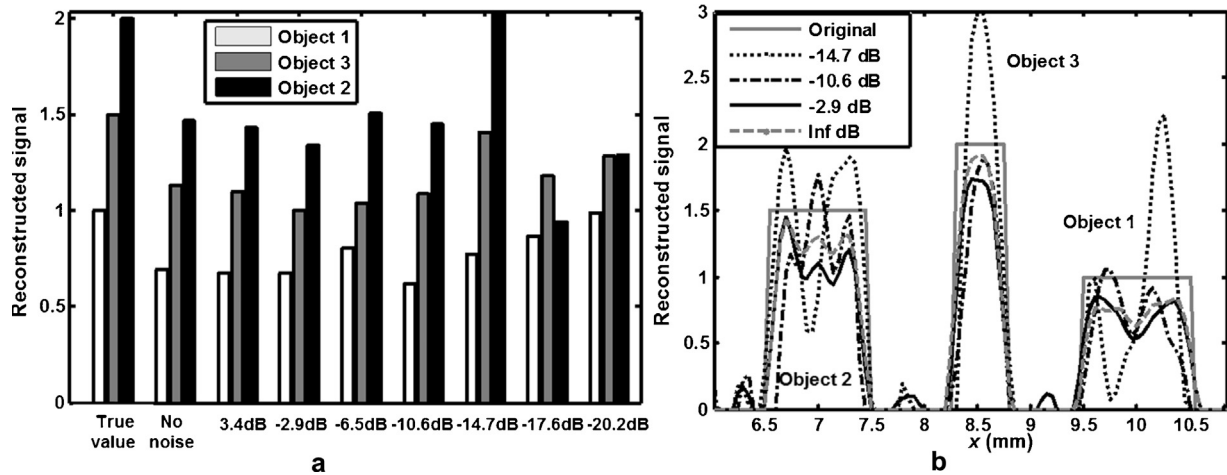 2
1.5
1
0.5
0
Reconstructed signal
Object 1
Object 3
Object 2
True value
No noise
3.4dB
-2.9dB
-6.5dB
-10.6dB
-14.7dB
-17.6dB
-20.2dB
a
3
2.5
2
1.5
1
0.5
0
Reconstructed signal
Original
-14.7 dB
-10.6 dB
-2.9 dB
Inf dB
Object 3
Object 1
Object 2
6.5
7
7.5
8
8.5
9
9.5
10
10.5
x (mm)
b